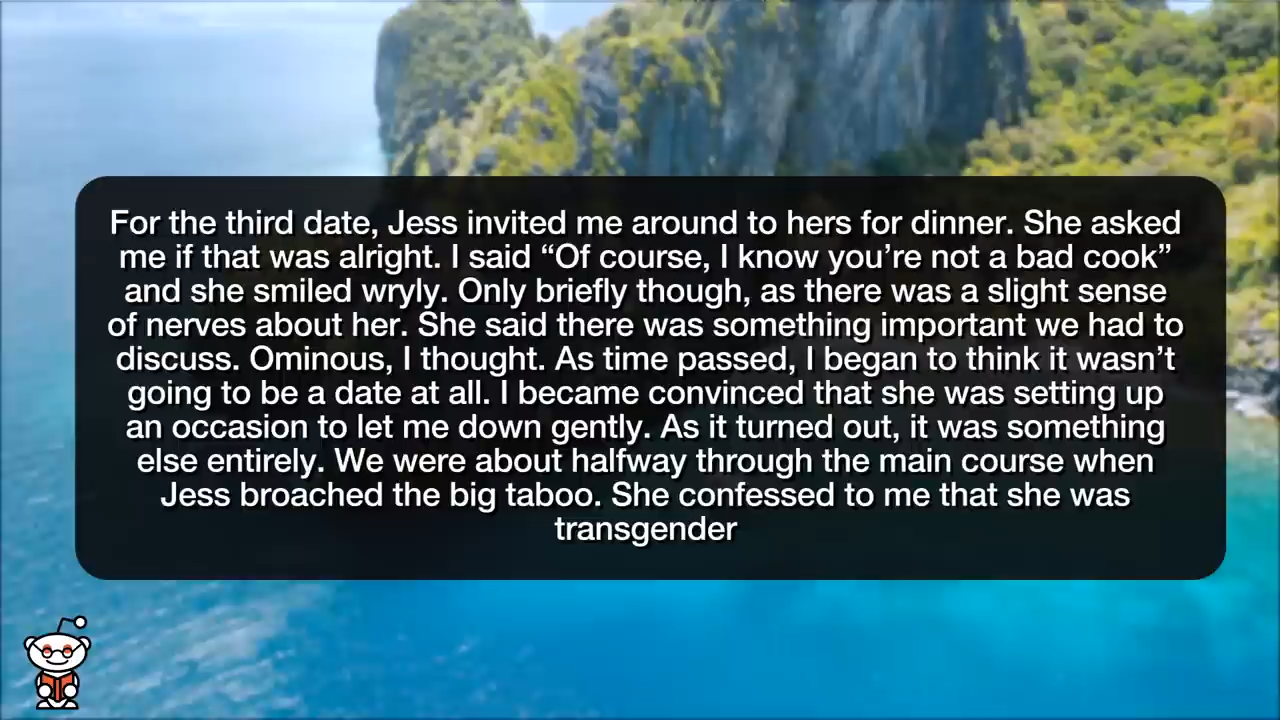 For the third date, Jess invited me around to hers for dinner. She asked
me if that was alright. I said “Of course, I know you’re not a bad cook”
and she smiled wryly. Only briefly though, as there was a slight sense
of nerves about her. She said there was something important we had to
discuss. Ominous, I thought. As time passed, I began to think it wasn’t
going to be a date at all. I became convinced that she was setting up
an occasion to let me down gently. As it turned out, it was something
else entirely. We were about halfway through the main course when
Jess broached the big taboo. She confessed to me that she was
transgender